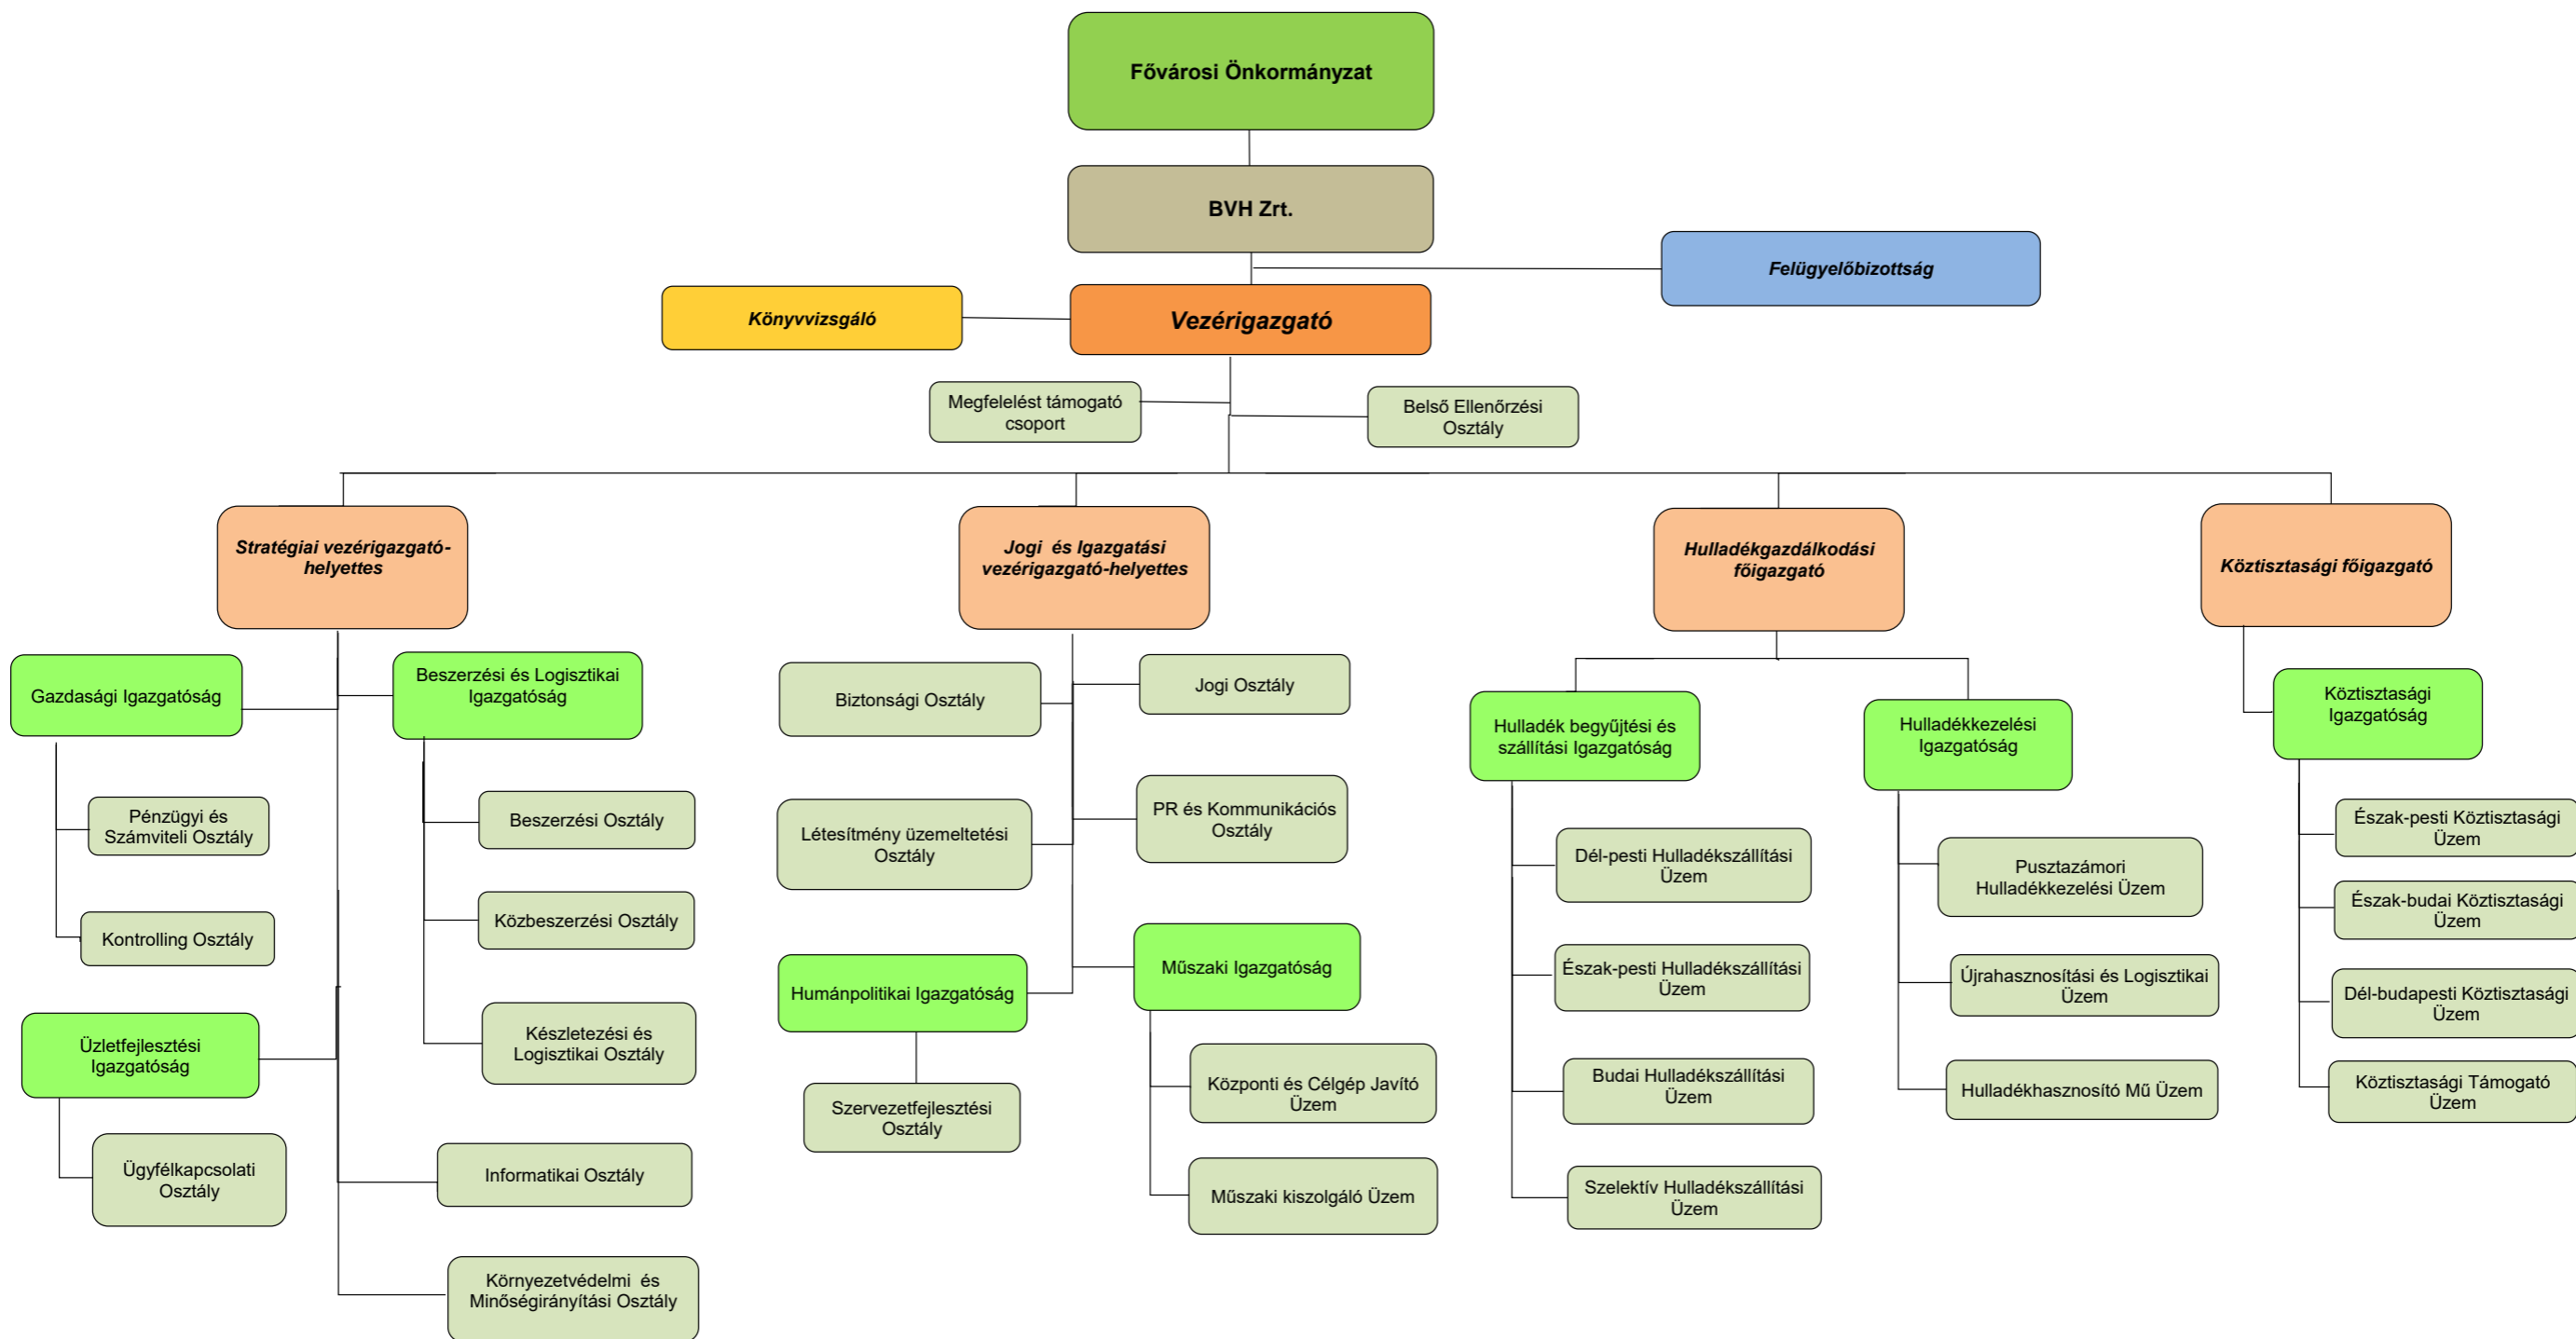 Fővárosi Önkormányzat
BVH Zrt.
Felügyelőbizottság
Könyvvizsgáló
Vezérigazgató
Megfelelést támogató
csoport
Belső Ellenőrzési
Osztály
Stratégiai vezérigazgató-
helyettes
Jogi és Igazgatási
vezérigazgató-helyettes
Hulladékgazdálkodási
főigazgató
Köztisztasági főigazgató
Gazdasági Igazgatóság
Pénzügyi és
Számviteli Osztály
Kontrolling Osztály
Üzletfejlesztési
Igazgatóság
Ügyfélkapcsolati
Osztály
Beszerzési és Logisztikai
Igazgatóság
Beszerzési Osztály
Közbeszerzési Osztály
Készletezési és
Logisztikai Osztály
Informatikai Osztály
Környezetvédelmi és
Minőségirányítási Osztály
Biztonsági Osztály
Létesítmény üzemeltetési
Osztály
Humánpolitikai Igazgatóság
Szervezetfejlesztési
Osztály
Jogi Osztály
PR és Kommunikációs
Osztály
Műszaki Igazgatóság
Központi és Célgép Javító
Üzem
Műszaki kiszolgáló Üzem
Hulladék begyűjtési és
szállítási Igazgatóság
Dél-pesti Hulladékszállítási
Üzem
Észak-pesti Hulladékszállítási
Üzem
Budai Hulladékszállítási
Üzem
Szelektív Hulladékszállítási
Üzem
Hulladékkezelési
Igazgatóság
Pusztazámori
Hulladékkezelési Üzem
Újrahasznosítási és Logisztikai
Üzem
Hulladékhasznosító Mű Üzem
Köztisztasági
Igazgatóság
Észak-pesti Köztisztasági
Üzem
Észak-budai Köztisztasági
Üzem
Dél-budapesti Köztisztasági
Üzem
Köztisztasági Támogató
Üzem